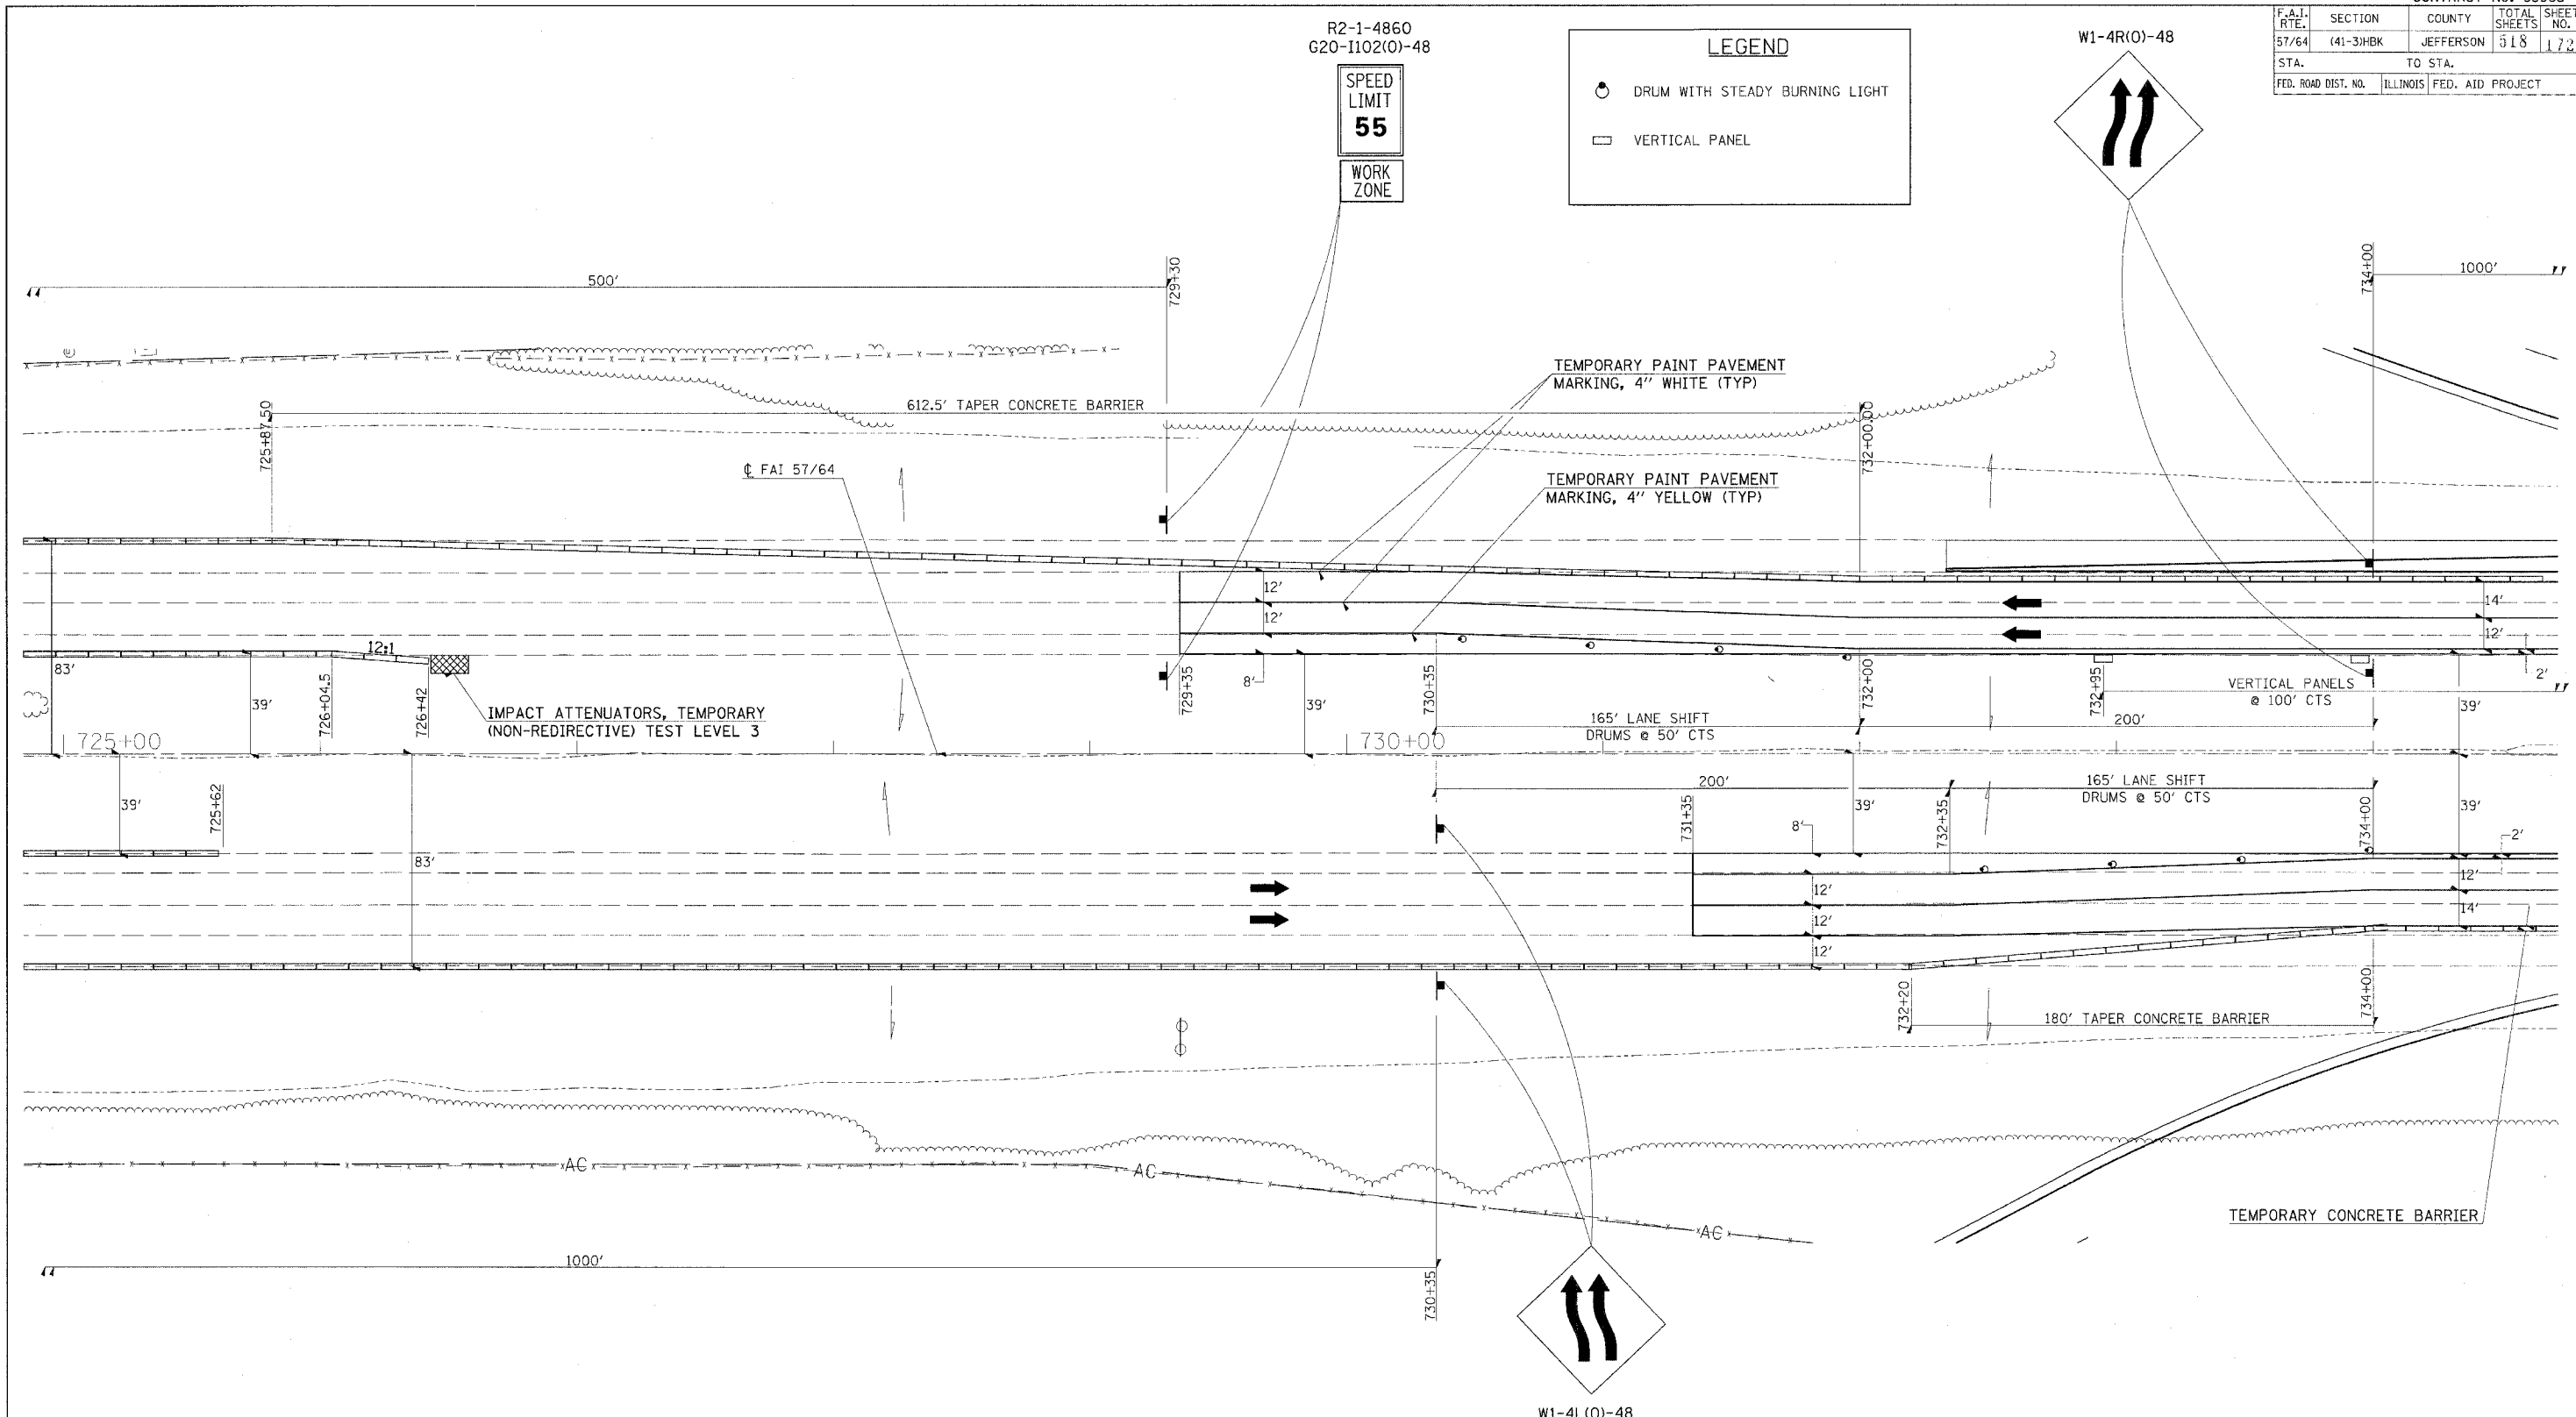 F.A.I. RTE. SECTION COUNTY TOTAL SHEETS SHEET NO.
57/64 (41-3)HBK JEFFERSON 518 172
STA. TO STA.
FED. ROAD DIST. NO. ILLINOIS FED. AID PROJECT
R2-1-4860
G20-I102(O)-48
SPEED
LIMIT
55
WORK
ZONE
LEGEND
DRUM WITH STEADY BURNING LIGHT
VERTICAL PANEL
W1-4R(O)-48
500'
729+30
734+00
1000'
TEMPORARY PAINT PAVEMENT
MARKING, 4" WHITE (TYP)
725+87.50
612.5' TAPER CONCRETE BARRIER
732+00.00
℄ FAI 57/64
TEMPORARY PAINT PAVEMENT
MARKING, 4" YELLOW (TYP)
12'
12'
14'
12'
83'
12:1
39'
726+04.5
726+42
IMPACT ATTENUATORS, TEMPORARY
(NON-REDIRECTIVE) TEST LEVEL 3
729+35
8'
39'
730+35
165' LANE SHIFT
DRUMS @ 50' CTS
732+00
732+95
VERTICAL PANELS
@ 100' CTS
200'
2'
39'
725+00
730+00
39'
725+62
83'
200'
165' LANE SHIFT
DRUMS @ 50' CTS
731+35
8'
39'
732+35
734+00
39'
2'
12'
12'
12'
12'
14'
732+20
180' TAPER CONCRETE BARRIER
734+00
AC
AC
AC
TEMPORARY CONCRETE BARRIER
1000'
730+35
W1-4L(O)-48